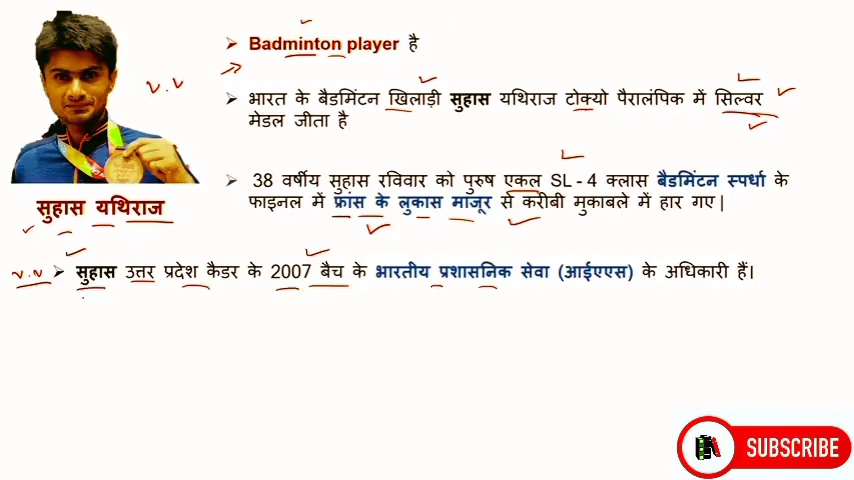 Badminton player है
v.v
भारत के बैडमिंटन खिलाड़ी सुहास यथिराज टोक्यो पैरालंपिक में सिल्वर
मेडल जीता है
38 वर्षीय सुहास रविवार को पुरुष एकल SL - 4 क्लास बैडमिंटन स्पर्धा के
फाइनल में फ्रांस के लुकास माजूर से करीबी मुकाबले में हार गए |
सुहास यथिराज
v.v सुहास उत्तर प्रदेश कैडर के 2007 बैच के भारतीय प्रशासनिक सेवा (आईएएस) के अधिकारी हैं।
SUBSCRIBE